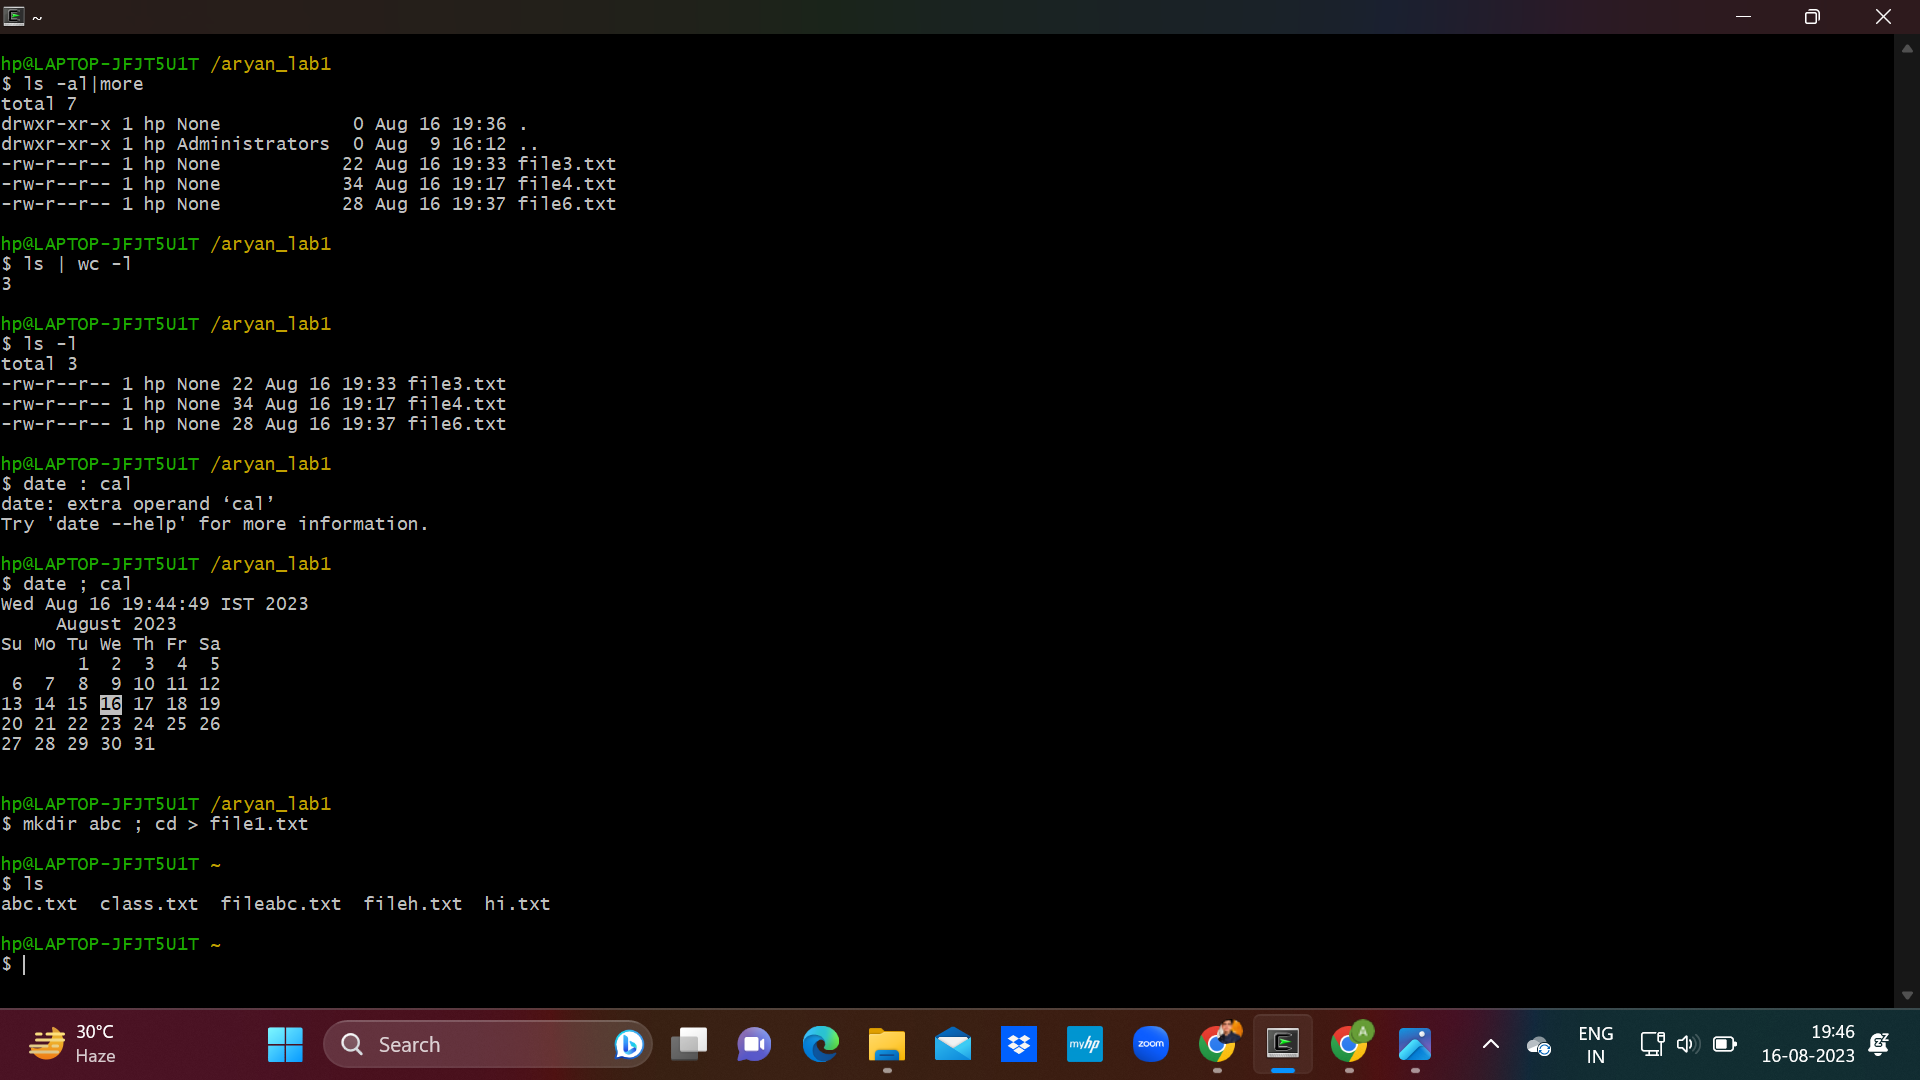 ~
hp@LAPTOP-JFJT5U1T /aryan_lab1
$ ls -al|more
total 7
drwxr-xr-x 1 hp None            0 Aug 16 19:36 .
drwxr-xr-x 1 hp Administrators  0 Aug  9 16:12 ..
-rw-r--r-- 1 hp None           22 Aug 16 19:33 file3.txt
-rw-r--r-- 1 hp None           34 Aug 16 19:17 file4.txt
-rw-r--r-- 1 hp None           28 Aug 16 19:37 file6.txt
hp@LAPTOP-JFJT5U1T /aryan_lab1
$ ls | wc -l
3
hp@LAPTOP-JFJT5U1T /aryan_lab1
$ ls -l
total 3
-rw-r--r-- 1 hp None 22 Aug 16 19:33 file3.txt
-rw-r--r-- 1 hp None 34 Aug 16 19:17 file4.txt
-rw-r--r-- 1 hp None 28 Aug 16 19:37 file6.txt
hp@LAPTOP-JFJT5U1T /aryan_lab1
$ date : cal
date: extra operand ‘cal’
Try 'date --help' for more information.
hp@LAPTOP-JFJT5U1T /aryan_lab1
$ date ; cal
Wed Aug 16 19:44:49 IST 2023
     August 2023
Su Mo Tu We Th Fr Sa
       1  2  3  4  5
 6  7  8  9 10 11 12
13 14 15 16 17 18 19
20 21 22 23 24 25 26
27 28 29 30 31
hp@LAPTOP-JFJT5U1T /aryan_lab1
$ mkdir abc ; cd > file1.txt
hp@LAPTOP-JFJT5U1T ~
$ ls
abc.txt  class.txt  fileabc.txt  fileh.txt  hi.txt
hp@LAPTOP-JFJT5U1T ~
$
30°C
Haze
Search
myhp
zoom
A
ENG
IN
19:46
16-08-2023